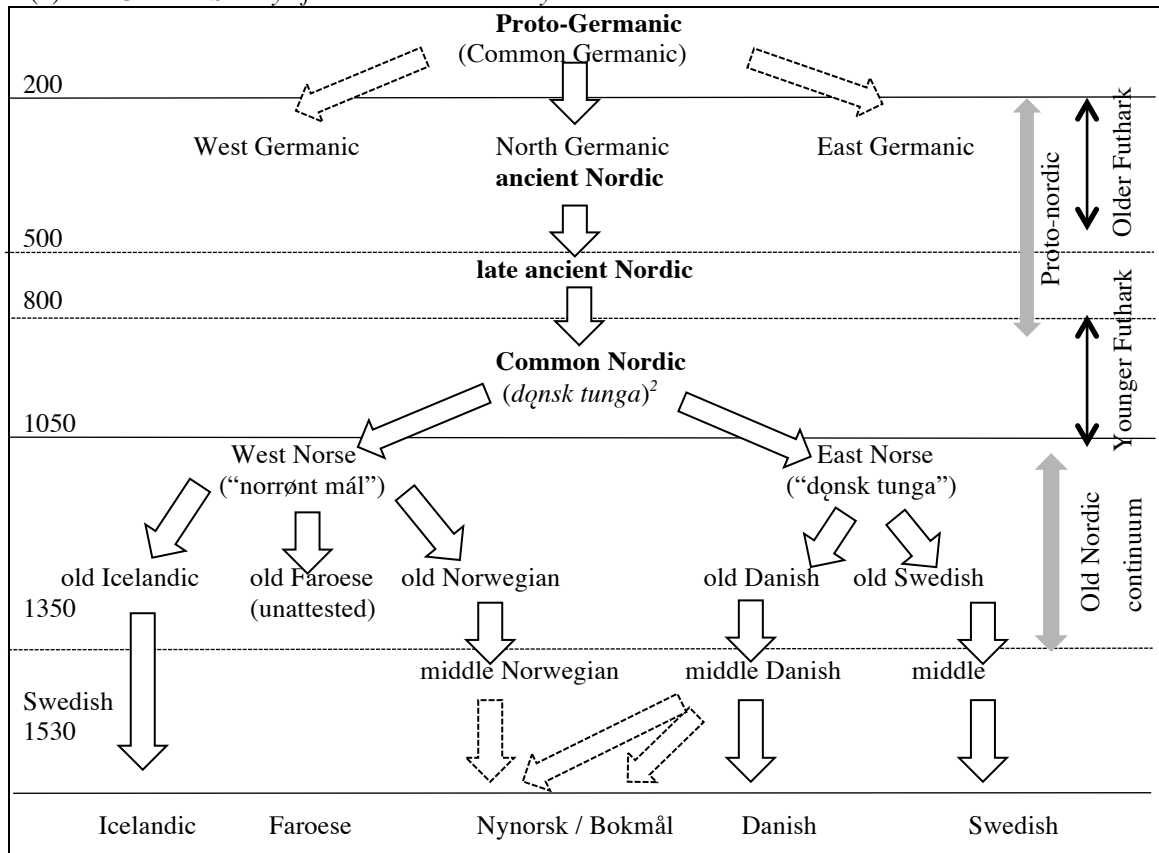 Proto-Germanic
(Common Germanic)
200
West Germanic North Germanic East Germanic
ancient Nordic
Older Futhark
Proto-nordic
500
late ancient Nordic
800
Common Nordic
(dǫnsk tunga)²
Younger Futhark
1050
West Norse East Norse
(“norrønt mál”) (“dǫnsk tunga”)
Old Nordic
continuum
old Icelandic old Faroese old Norwegian old Danish old Swedish
1350 (unattested)
middle Norwegian middle Danish middle
Swedish
1530
Icelandic Faroese Nynorsk / Bokmål Danish Swedish